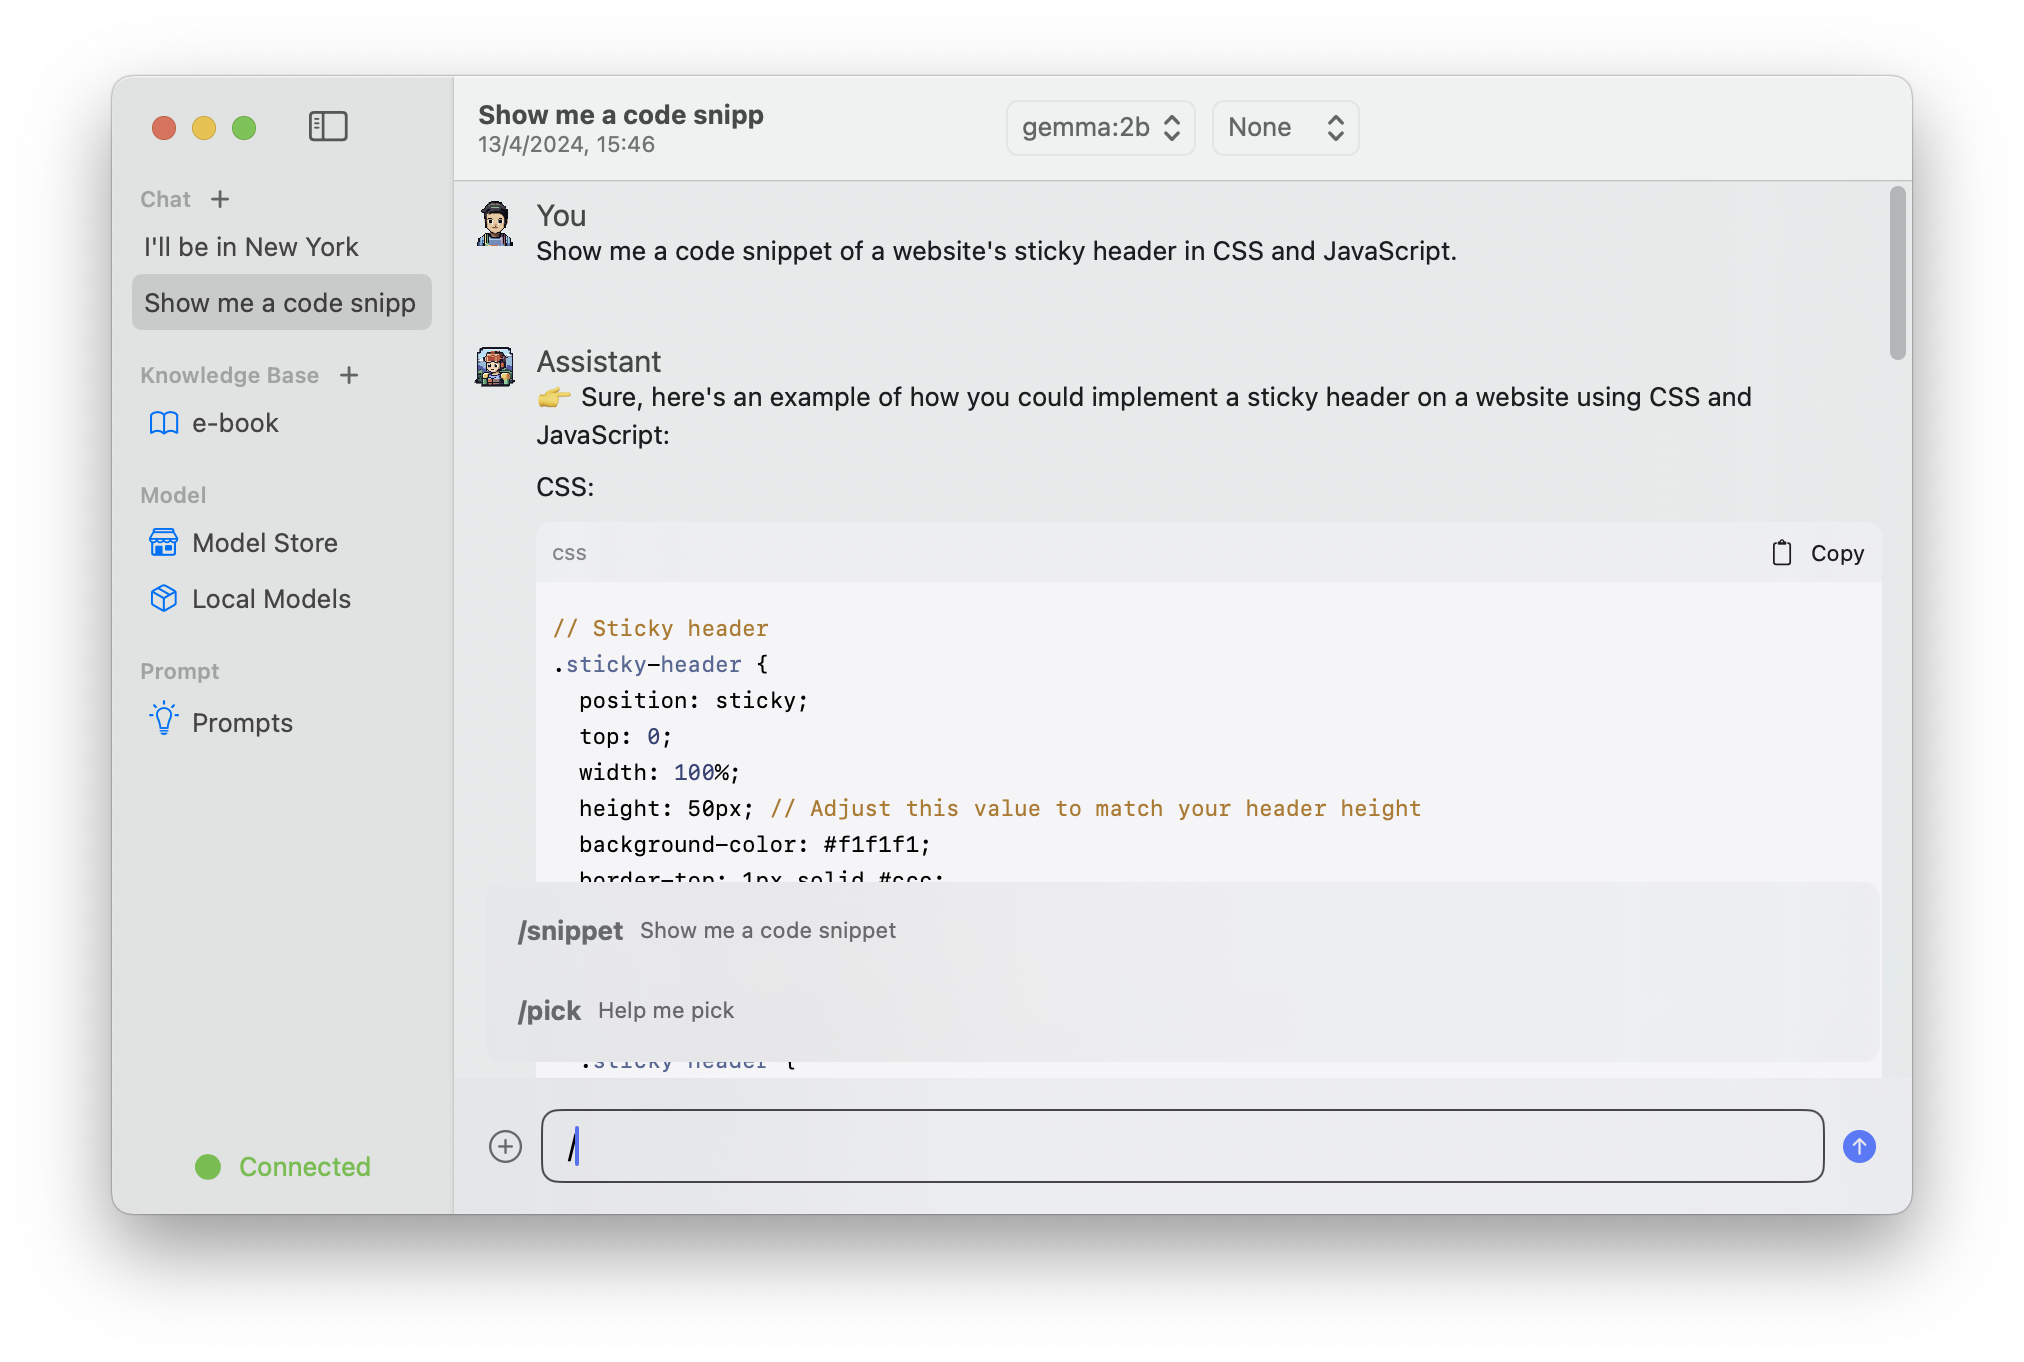 Chat +
I'll be in New York
Show me a code snipp
Knowledge Base +
e-book
Model
Model Store
Local Models
Prompt
Prompts
Connected
Show me a code snipp
13/4/2024, 15:46
gemma:2b
None
You
Show me a code snippet of a website's sticky header in CSS and JavaScript.
Assistant
👉 Sure, here's an example of how you could implement a sticky header on a website using CSS and
JavaScript:
CSS:
css
Copy
// Sticky header
.sticky-header {
position: sticky;
top: 0;
width: 100%;
height: 50px; // Adjust this value to match your header height
background-color: #f1f1f1;
border-top: 1px solid #ccc;
/snippet Show me a code snippet
/pick Help me pick
.sticky header {
/